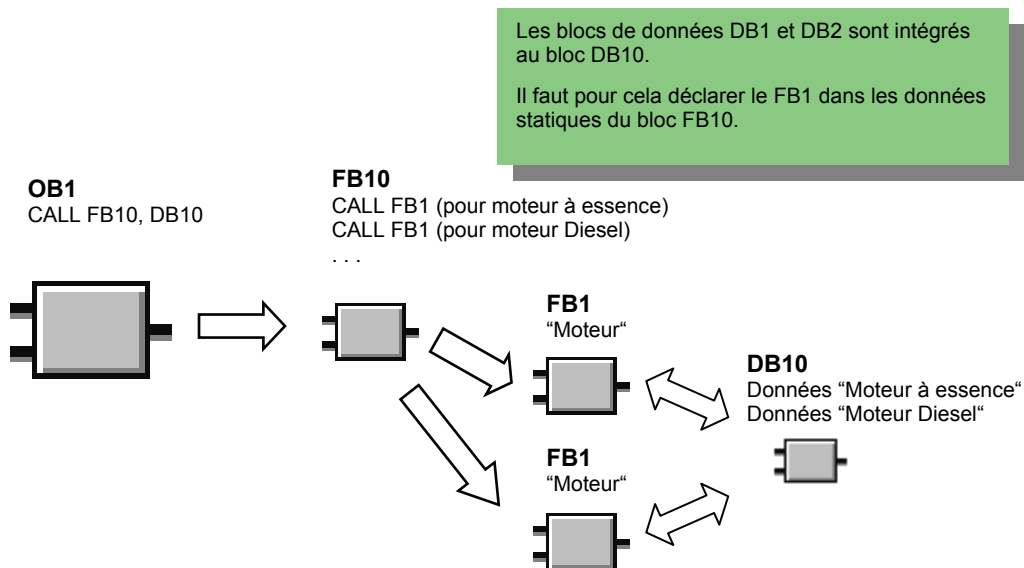 Les blocs de données DB1 et DB2 sont intégrés
au bloc DB10.
Il faut pour cela déclarer le FB1 dans les données
statiques du bloc FB10.
OB1
CALL FB10, DB10
FB10
CALL FB1 (pour moteur à essence)
CALL FB1 (pour moteur Diesel)
. . .
FB1
“Moteur“
DB10
Données “Moteur à essence“
Données “Moteur Diesel“
FB1
“Moteur“